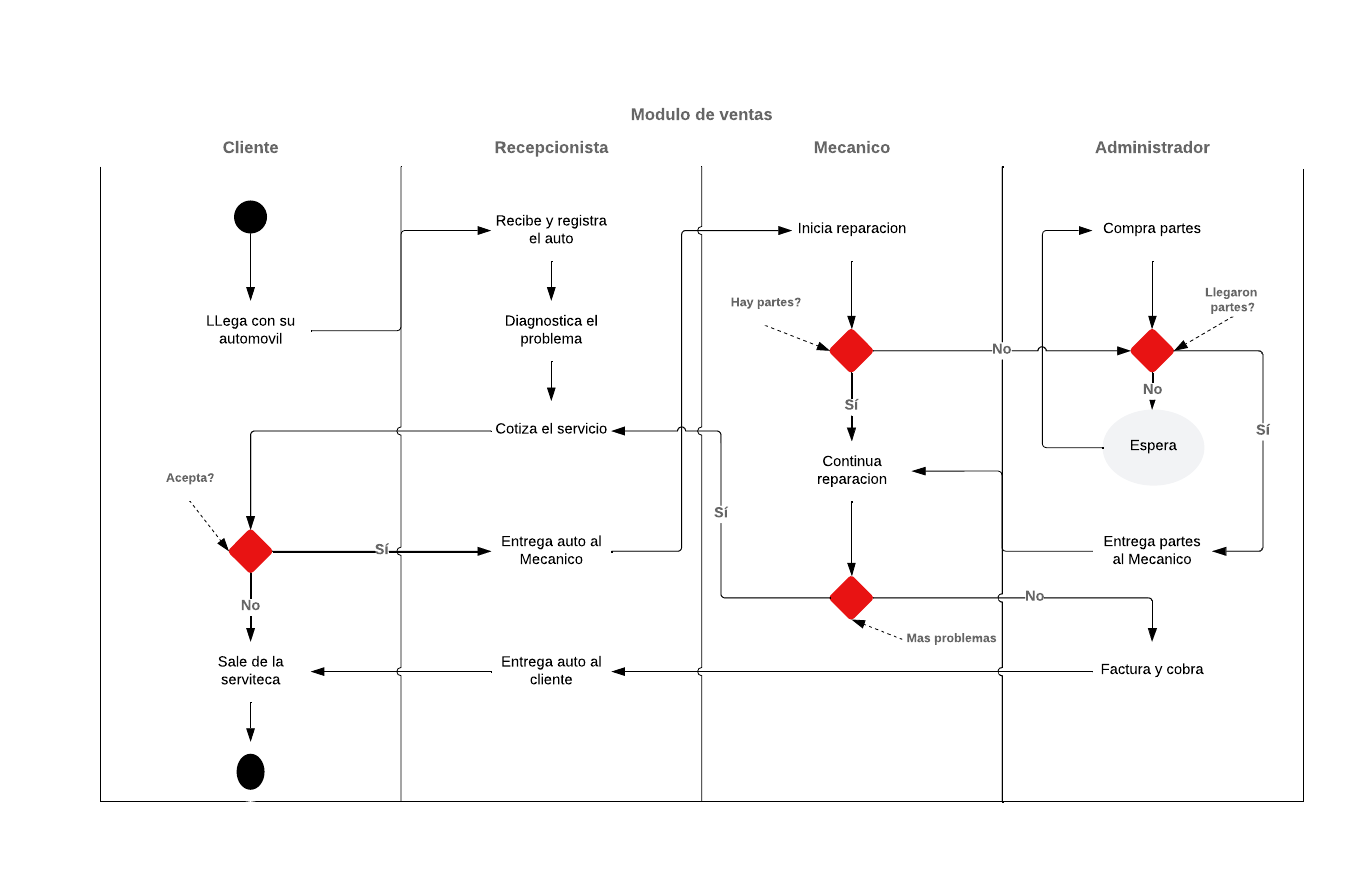 Modulo de ventas
Cliente
Recepcionista
Mecanico
Administrador
Recibe y registra
el auto
Inicia reparacion
Compra partes
Hay partes?
Llegaron
partes?
LLega con su
automovil
Diagnostica el
problema
No
No
Sí
Cotiza el servicio
Sí
Espera
Continua
reparacion
Acepta?
Sí
Sí
Entrega auto al
Mecanico
Entrega partes
al Mecanico
No
No
Mas problemas
Sale de la
serviteca
Entrega auto al
cliente
Factura y cobra